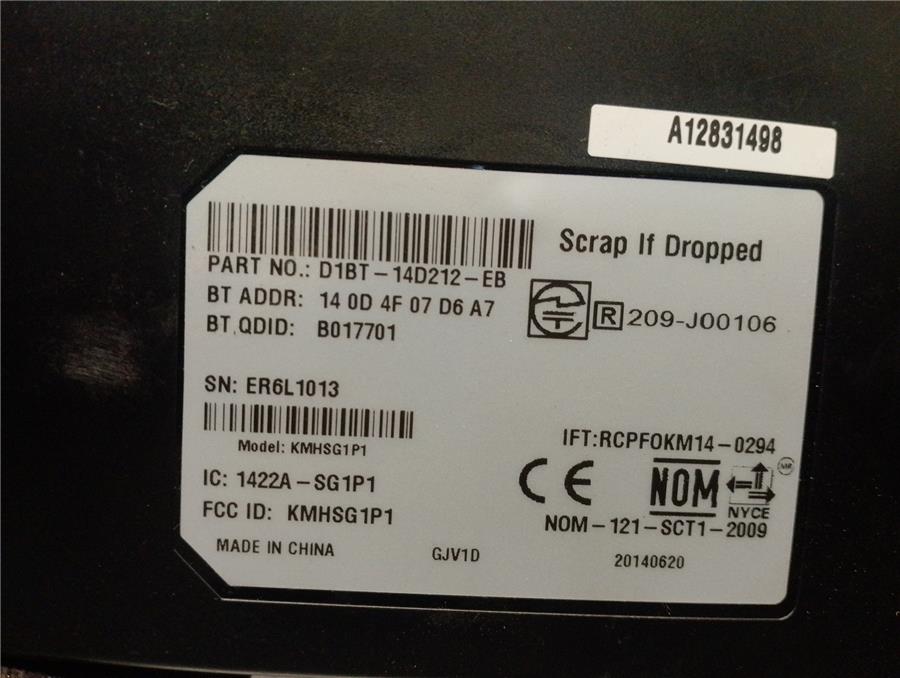 A12831498
Scrap If Dropped
PART NO.: D1BT-14D212-EB
BT ADDR: 14 0D 4F 07 D6 A7
BT QDID: B017701
R 209-J00106
SN: ER6L1013
Model: KMHSG1P1
IC: 1422A-SG1P1
FCC ID: KMHSG1P1
MADE IN CHINA
GJV1D
IFT:RCPFOKM14-0294
CE
NOM
NYCE
NOM-121-SCT1-2009
20140620